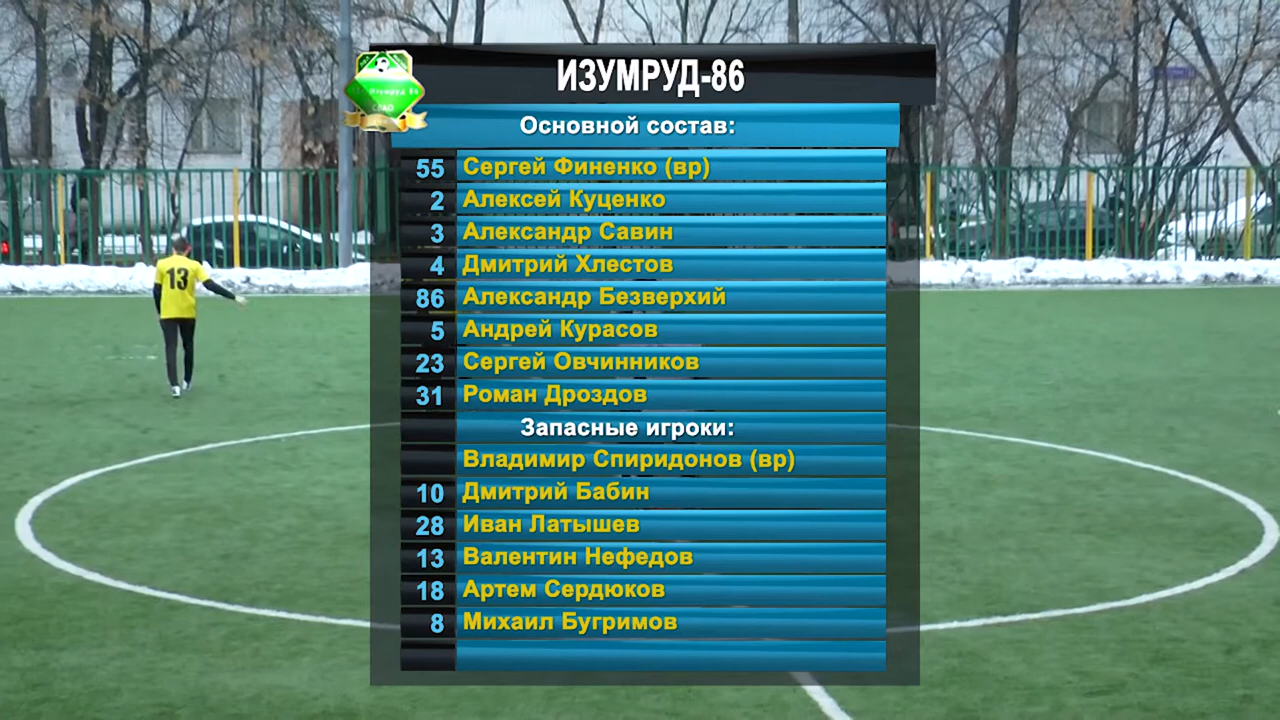 ИЗУМРУД-86
Основной состав:
55 Сергей Финенко (вр)
2 Алексей Куценко
3 Александр Савин
4 Дмитрий Хлестов
86 Александр Безверхий
5 Андрей Курасов
23 Сергей Овчинников
31 Роман Дроздов
Запасные игроки:
Владимир Спиридонов (вр)
10 Дмитрий Бабин
28 Иван Латышев
13 Валентин Нефедов
18 Артем Сердюков
8 Михаил Бугримов
13